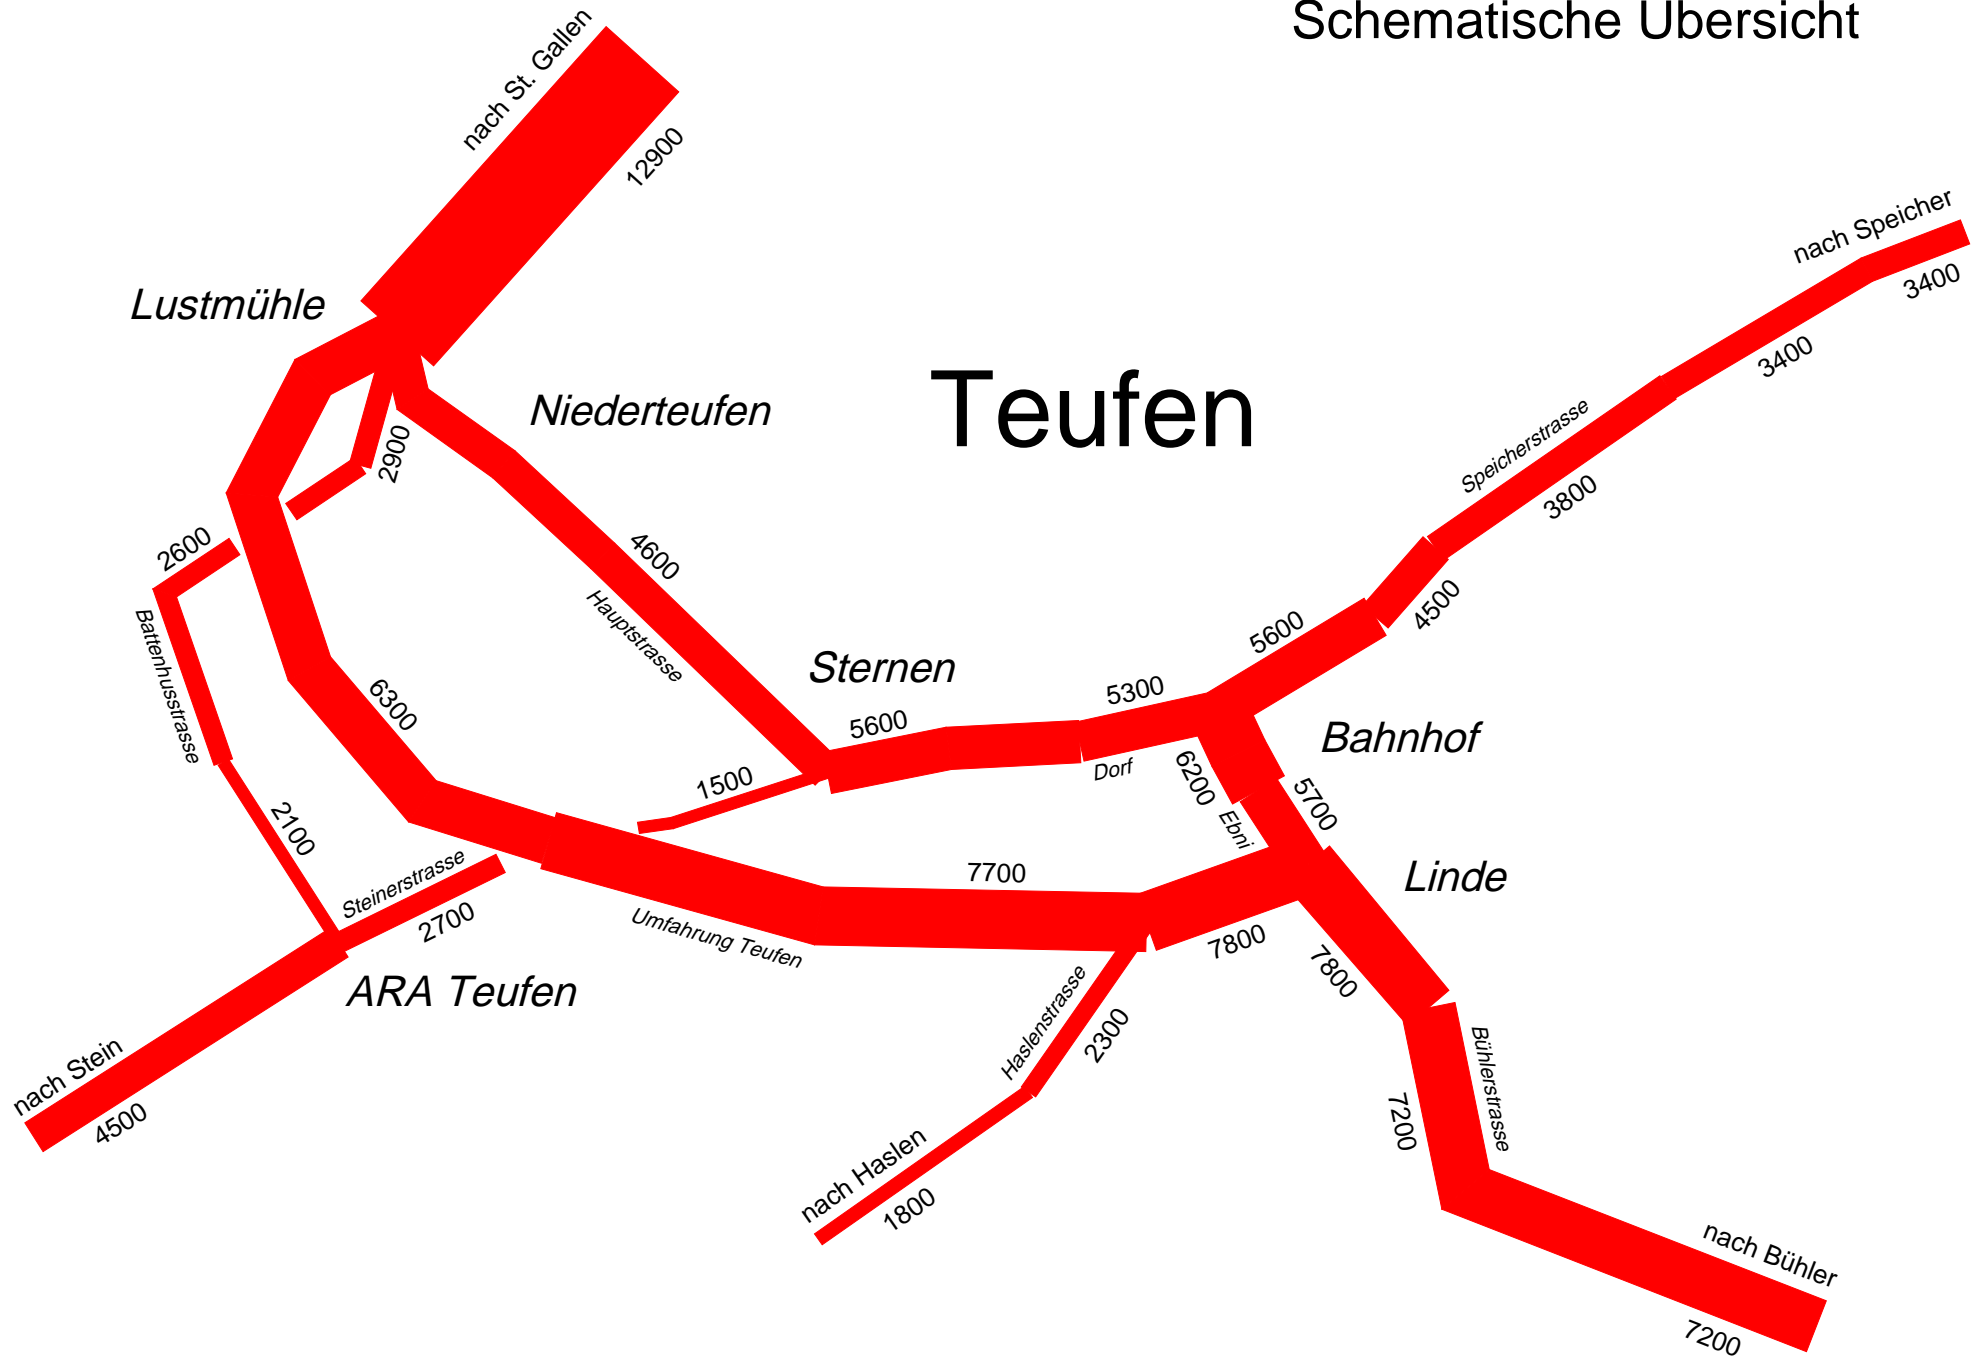 Schematische Übersicht
nach St. Gallen
12900
nach Speicher
3400
Lustmühle
3400
Teufen
Niederteufen
Speicherstrasse
2900
3800
2600
4600
Hauptstrasse
4500
5600
Battenhusstrasse
Sternen
6300
5300
5600
Bahnhof
Dorf
6200
1500
5700
Ebni
2100
Steinerstrasse
7700
Linde
2700
Umfahrung Teufen
7800
7800
ARA Teufen
Haslenstrasse
2300
nach Stein
4500
Bühlerstrasse
7200
nach Haslen
1800
nach Bühler
7200